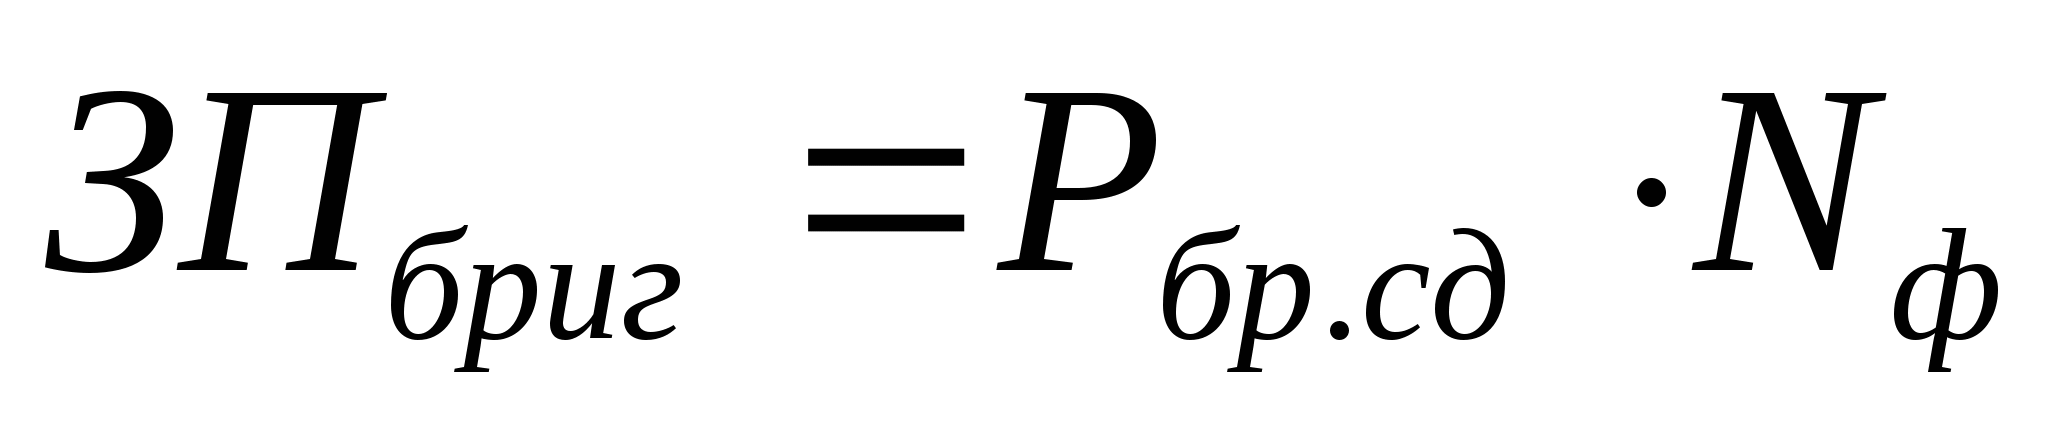 ЗП_бриг = Р_бр.сд · N_ф